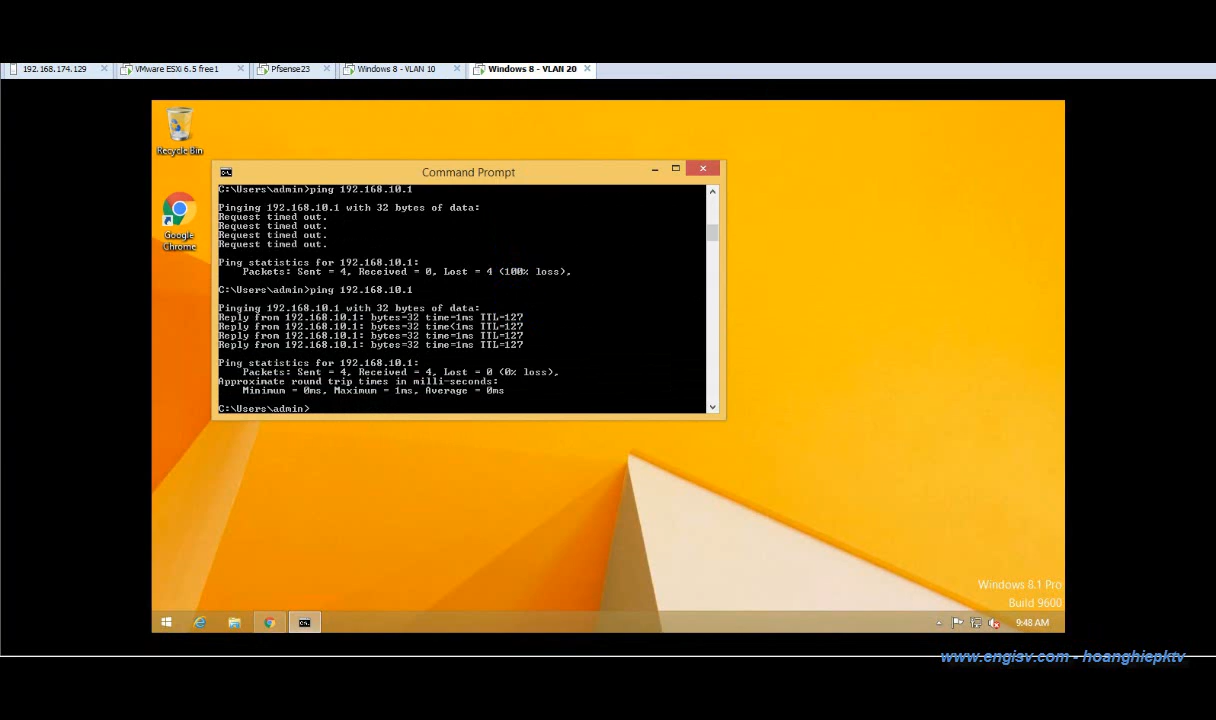 192.168.174.129
VMware ESXi 6.5 free1
Pfsense23
Windows 8 - VLAN 10
Windows 8 - VLAN 20
Recycle Bin
Google
Chrome
Command Prompt
C:\Users\admin>ping 192.168.10.1
Pinging 192.168.10.1 with 32 bytes of data:
Request timed out.
Request timed out.
Request timed out.
Request timed out.
Ping statistics for 192.168.10.1:
Packets: Sent = 4, Received = 0, Lost = 4 (100% loss),
C:\Users\admin>ping 192.168.10.1
Pinging 192.168.10.1 with 32 bytes of data:
Reply from 192.168.10.1: bytes=32 time=1ms TTL=127
Reply from 192.168.10.1: bytes=32 time<1ms TTL=127
Reply from 192.168.10.1: bytes=32 time=1ms TTL=127
Reply from 192.168.10.1: bytes=32 time=1ms TTL=127
Ping statistics for 192.168.10.1:
Packets: Sent = 4, Received = 4, Lost = 0 (0% loss),
Approximate round trip times in milli-seconds:
Minimum = 0ms, Maximum = 1ms, Average = 0ms
C:\Users\admin>
Windows 8.1 Pro
Build 9600
9:48 AM
www.engisv.com - hoanghiepktv